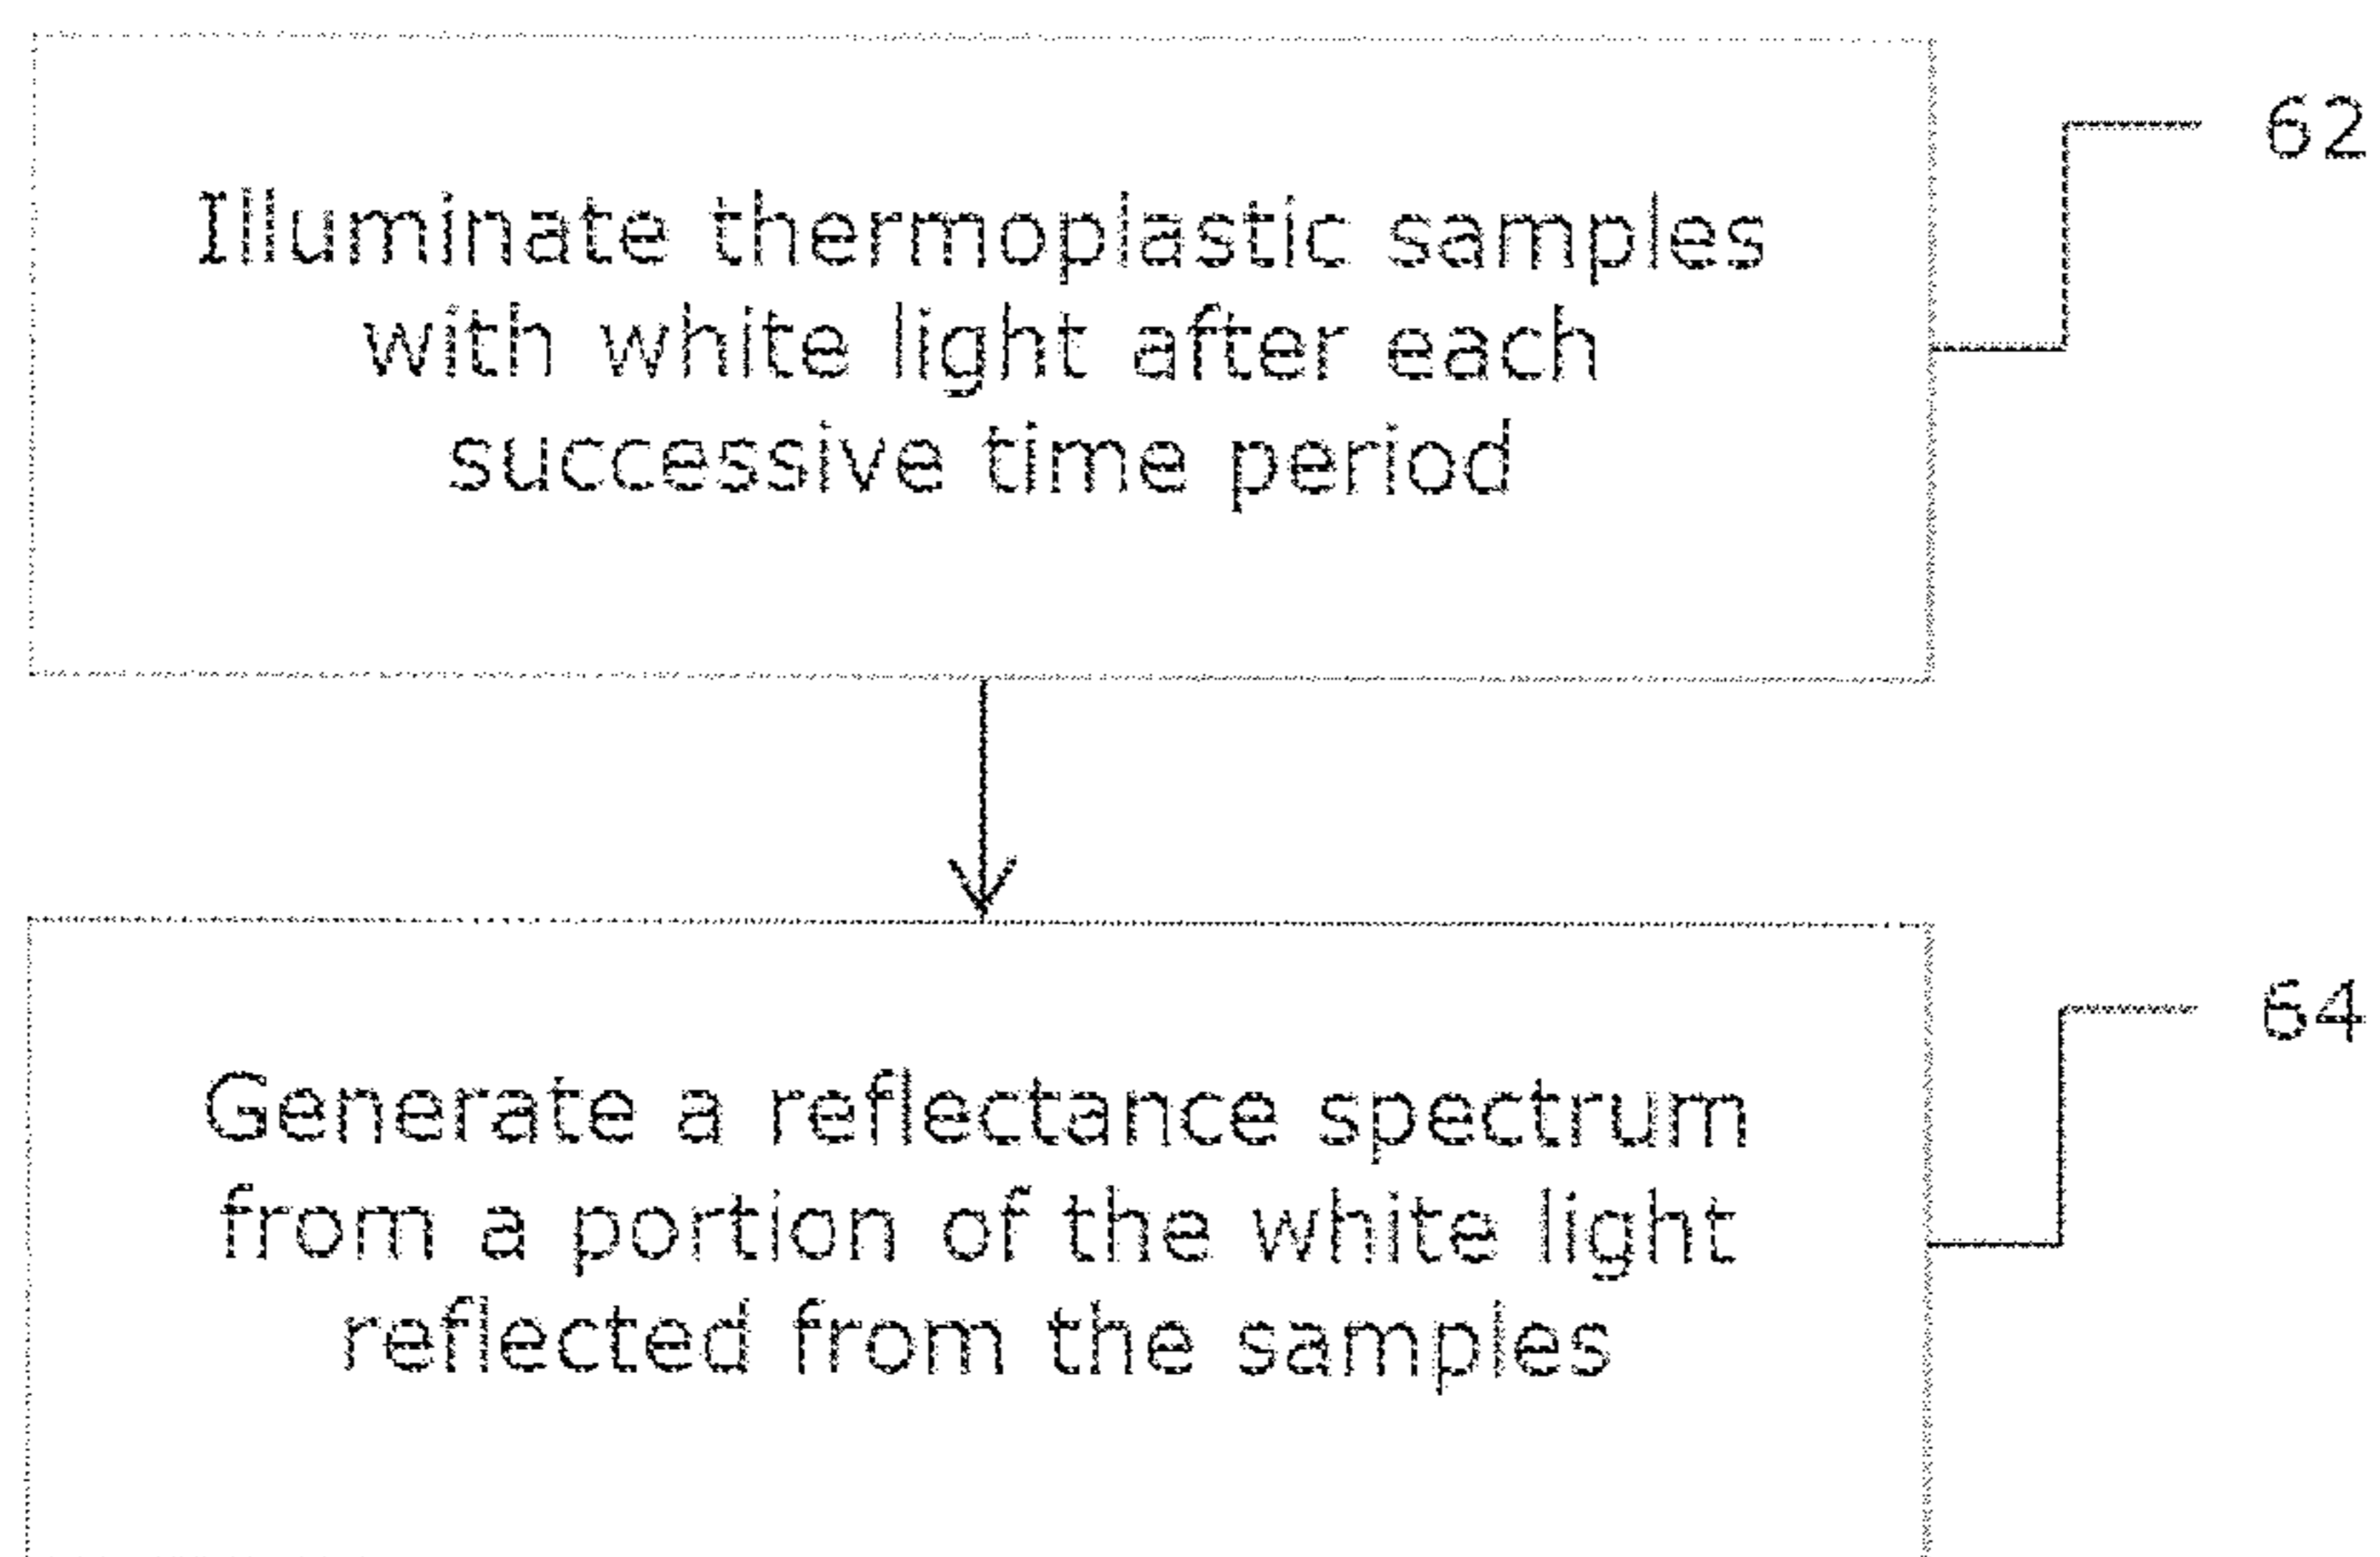 62
Illuminate thermoplastic samples
with white light after each
successive time period
64
Generate a reflectance spectrum
from a portion of the white light
reflected from the samples